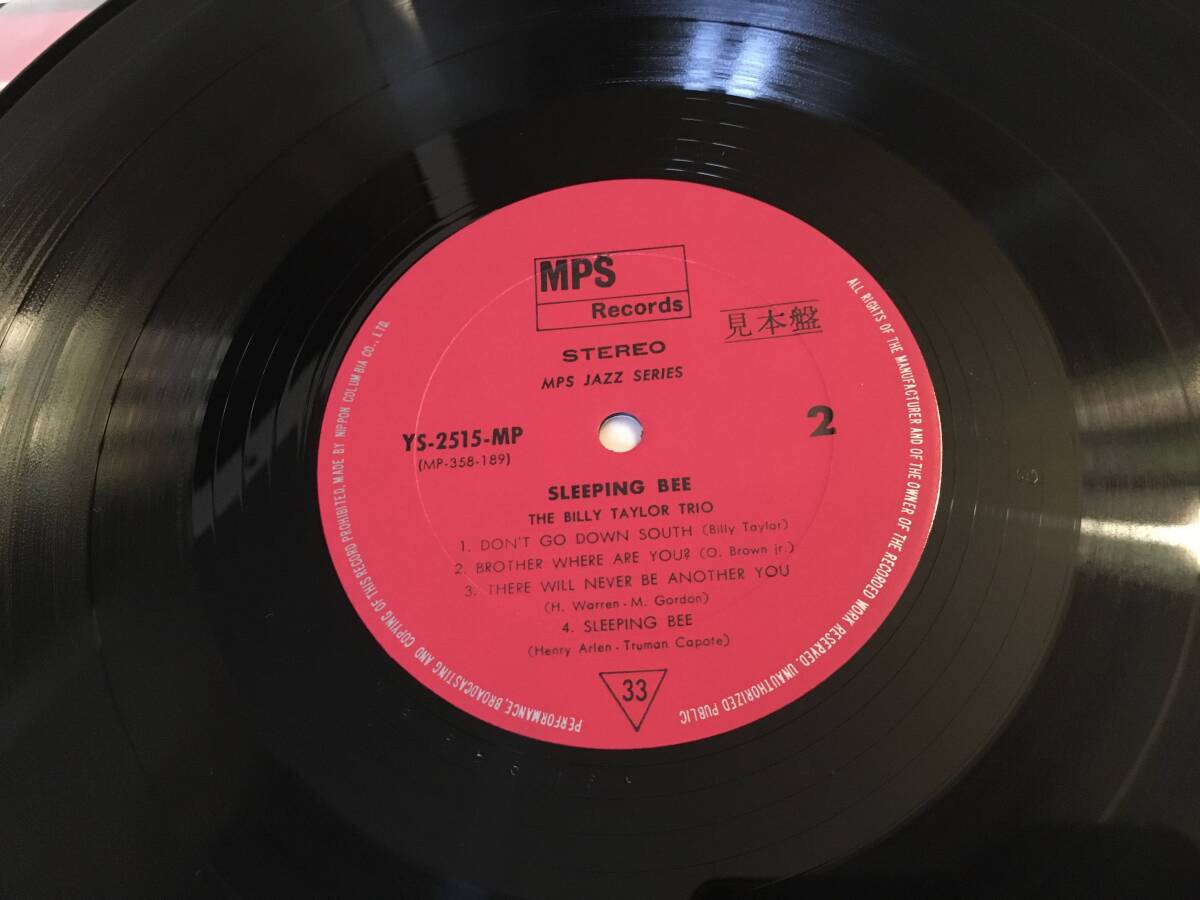 MPS
Records
見本盤
STEREO
MPS JAZZ SERIES
YS-2515-MP
2
(MP-358-189)
SLEEPING BEE
THE BILLY TAYLOR TRIO
1. DON'T GO DOWN SOUTH (Billy Taylor)
2. BROTHER WHERE ARE YOU? (O. Brown jr.)
3. THERE WILL NEVER BE ANOTHER YOU
(H. Warren - M. Gordon)
4. SLEEPING BEE
(Henry Arlen - Truman Capote)
33
ALL RIGHTS OF THE MANUFACTURER AND OF THE OWNER OF THE RECORDED WORK RESERVED. UNAUTHORIZED PUBLIC PERFORMANCE, BROADCASTING AND COPYING OF THIS RECORD PROHIBITED, MADE BY NIPPON COLUMBIA CO., LTD.